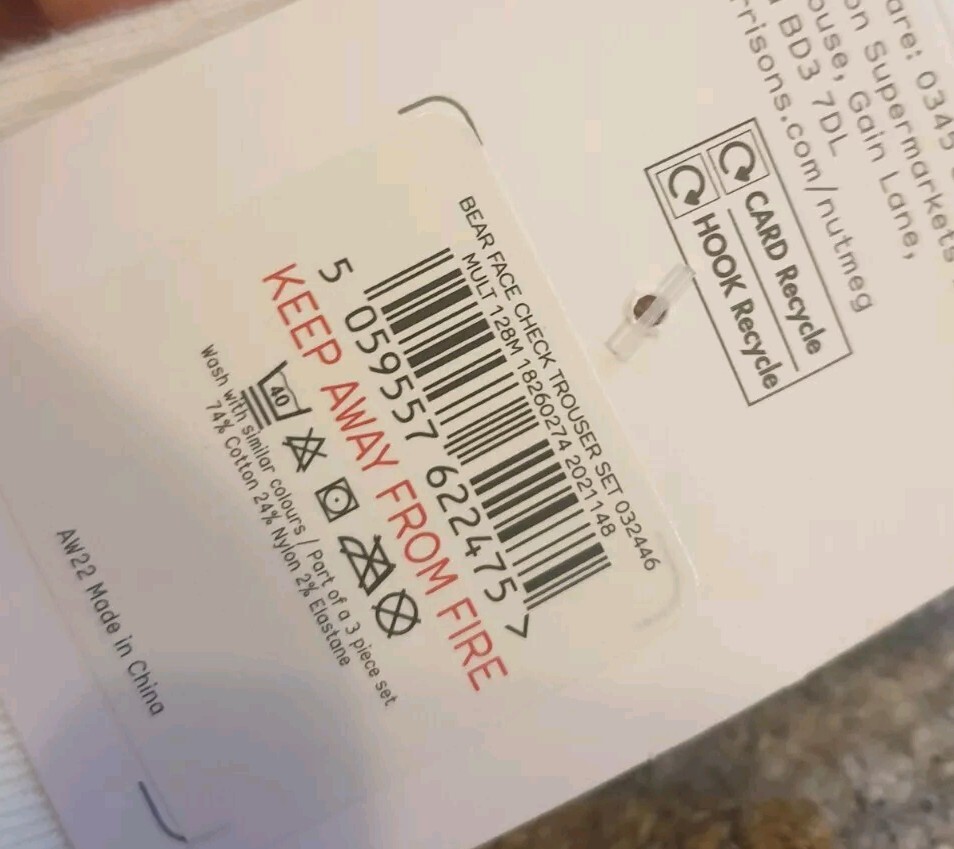 are: 0345
on Supermarkets
ouse, Gain Lane,
BD3 7DL
rrisons.com/nutmeg
CARD Recycle
HOOK Recycle
BEAR FACE CHECK TROUSER SET 032446
MULT 128M 18260274 2021148
5 059557 622475 >
KEEP AWAY FROM FIRE
40
Wash with similar colours / Part of a 3 piece set
74% Cotton 24% Nylon 2% Elastane
AW22 Made in China